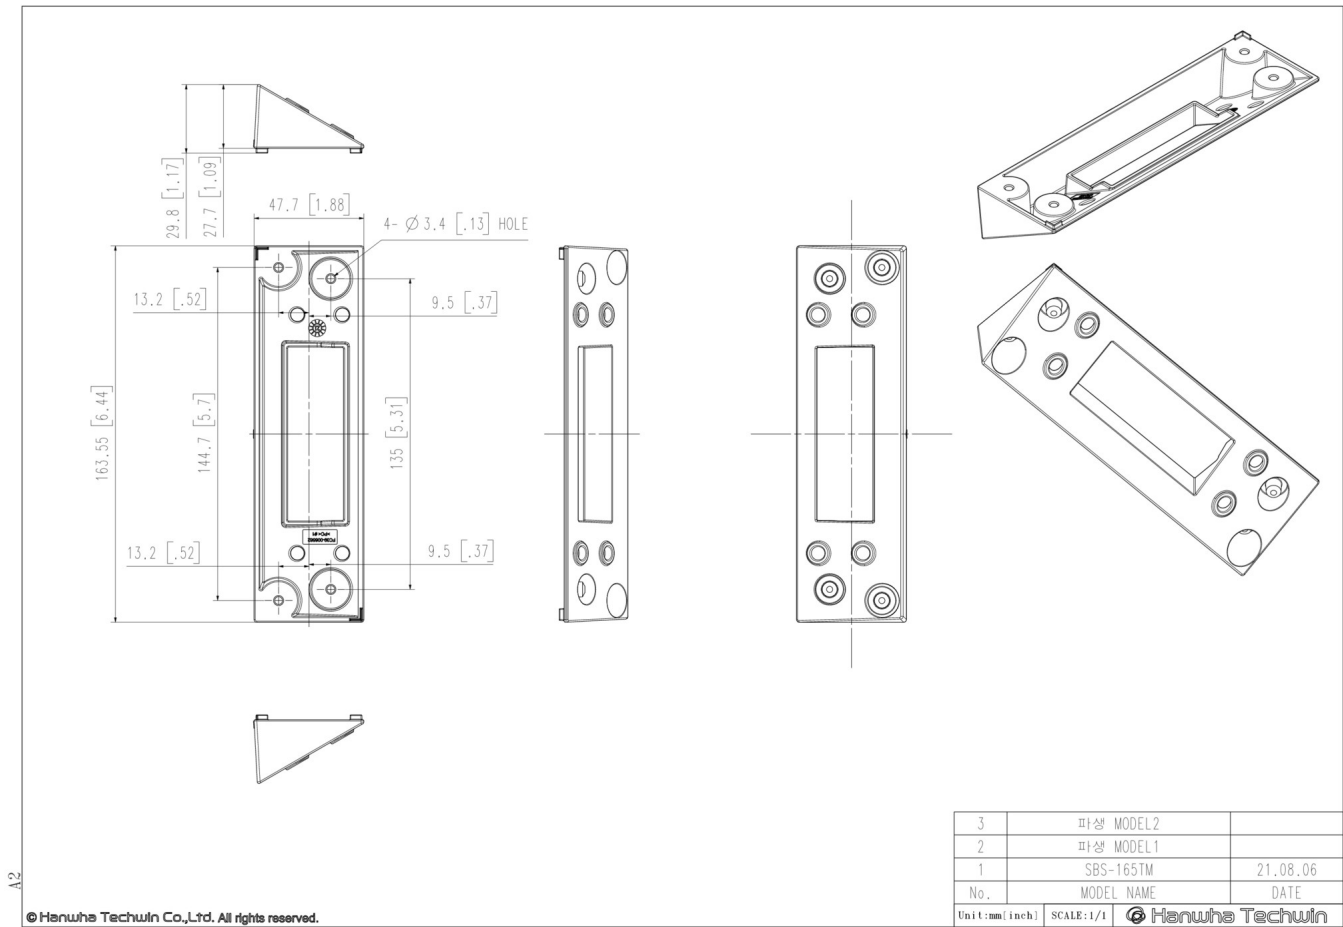 29.8 [1.17]
27.7 [1.09]
47.7 [1.88]
4- Ø3.4 [.13] HOLE
13.2 [.52]
9.5 [.37]
163.55 [6.44]
144.7 [5.7]
135 [5.31]
13.2 [.52]
9.5 [.37]
3 파생 MODEL2
2 파생 MODEL1
1 SBS-165TM 21.08.06
No. MODEL NAME DATE
Unit:mm[inch] SCALE:1/1 Hanwha Techwin
A2
© Hanwha Techwin Co.,Ltd. All rights reserved.